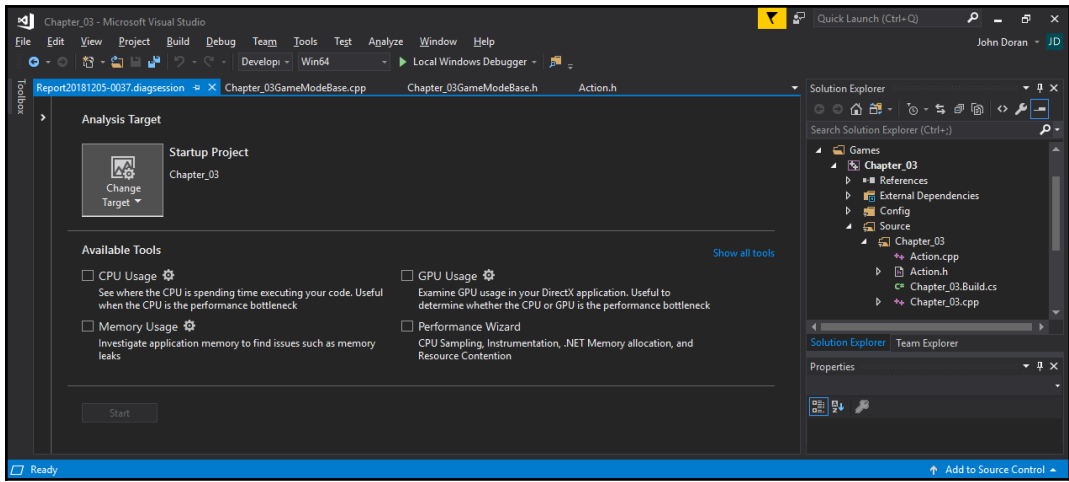 Chapter_03 - Microsoft Visual Studio
Quick Launch (Ctrl+Q)
File Edit View Project Build Debug Team Tools Test Analyze Window Help
John Doran JD
Developi Win64 Local Windows Debugger
Toolbox
Report20181205-0037.diagsession Chapter_03GameModeBase.cpp Chapter_03GameModeBase.h Action.h
Analysis Target
Change
Target
Startup Project
Chapter_03
Available Tools
Show all tools
CPU Usage
See where the CPU is spending time executing your code. Useful
when the CPU is the performance bottleneck
GPU Usage
Examine GPU usage in your DirectX application. Useful to
determine whether the CPU or GPU is the performance bottleneck
Memory Usage
Investigate application memory to find issues such as memory
leaks
Performance Wizard
CPU Sampling, Instrumentation, .NET Memory allocation, and
Resource Contention
Start
Solution Explorer
Search Solution Explorer (Ctrl+;)
Games
Chapter_03
References
External Dependencies
Config
Source
Chapter_03
Action.cpp
Action.h
Chapter_03.Build.cs
Chapter_03.cpp
Solution Explorer Team Explorer
Properties
Ready
Add to Source Control